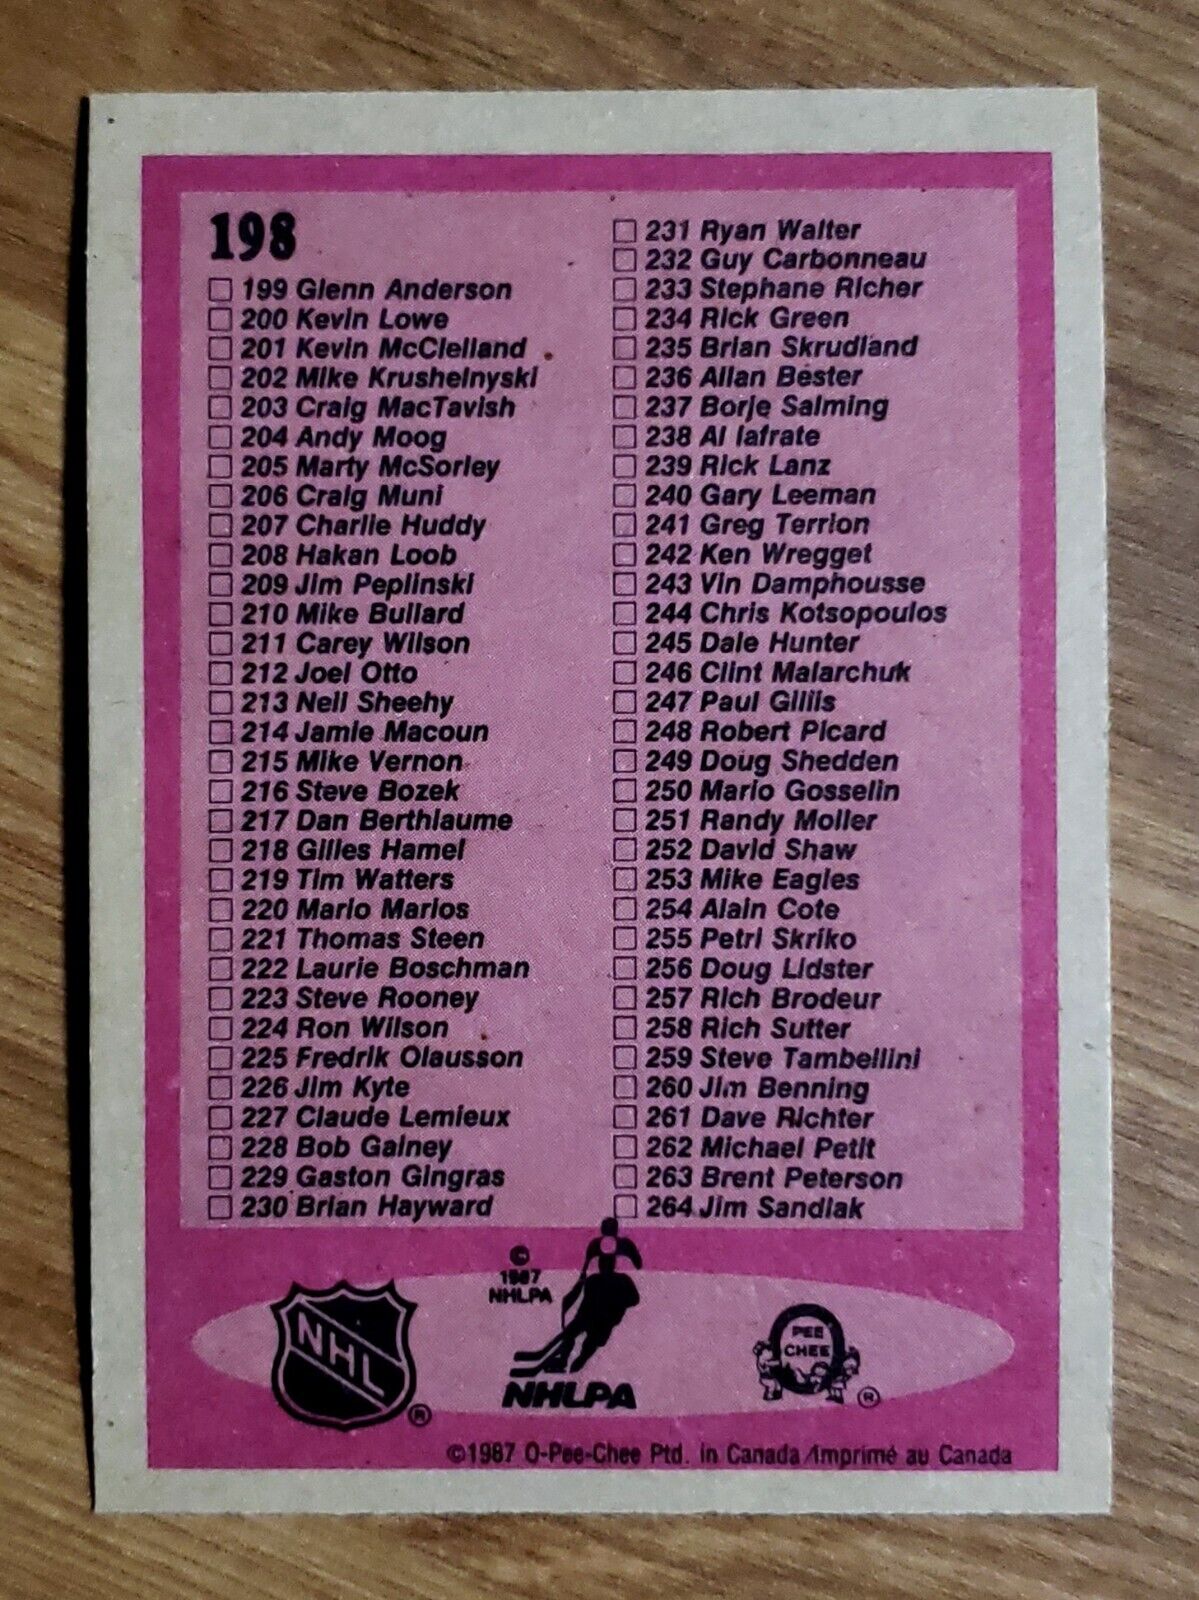 198
199 Glenn Anderson
200 Kevin Lowe
201 Kevin McClelland
202 Mike Krushelnyski
203 Craig MacTavish
204 Andy Moog
205 Marty McSorley
206 Craig Muni
207 Charlie Huddy
208 Hakan Loob
209 Jim Peplinski
210 Mike Bullard
211 Carey Wilson
212 Joel Otto
213 Neil Sheehy
214 Jamie Macoun
215 Mike Vernon
216 Steve Bozek
217 Dan Berthiaume
218 Gilles Hamel
219 Tim Watters
220 Mario Marlos
221 Thomas Steen
222 Laurie Boschman
223 Steve Rooney
224 Ron Wilson
225 Fredrik Olausson
226 Jim Kyte
227 Claude Lemieux
228 Bob Gainey
229 Gaston Gingras
230 Brian Hayward
231 Ryan Walter
232 Guy Carbonneau
233 Stephane Richer
234 Rick Green
235 Brian Skrudland
236 Allan Bester
237 Borje Salming
238 Al Iafrate
239 Rick Lanz
240 Gary Leeman
241 Greg Terrion
242 Ken Wregget
243 Vin Damphousse
244 Chris Kotsopoulos
245 Dale Hunter
246 Clint Malarchuk
247 Paul Gillis
248 Robert Picard
249 Doug Shedden
250 Mario Gosselin
251 Randy Moller
252 David Shaw
253 Mike Eagles
254 Alain Cote
255 Petri Skriko
256 Doug Lidster
257 Rich Brodeur
258 Rich Sutter
259 Steve Tambellini
260 Jim Benning
261 Dave Richter
262 Michael Petit
263 Brent Peterson
264 Jim Sandlak
NHL
®
©
1987
NHLPA
NHLPA
PEE
CHEE
®
©1987 O-Pee-Chee Ptd. in Canada/Imprimé au Canada